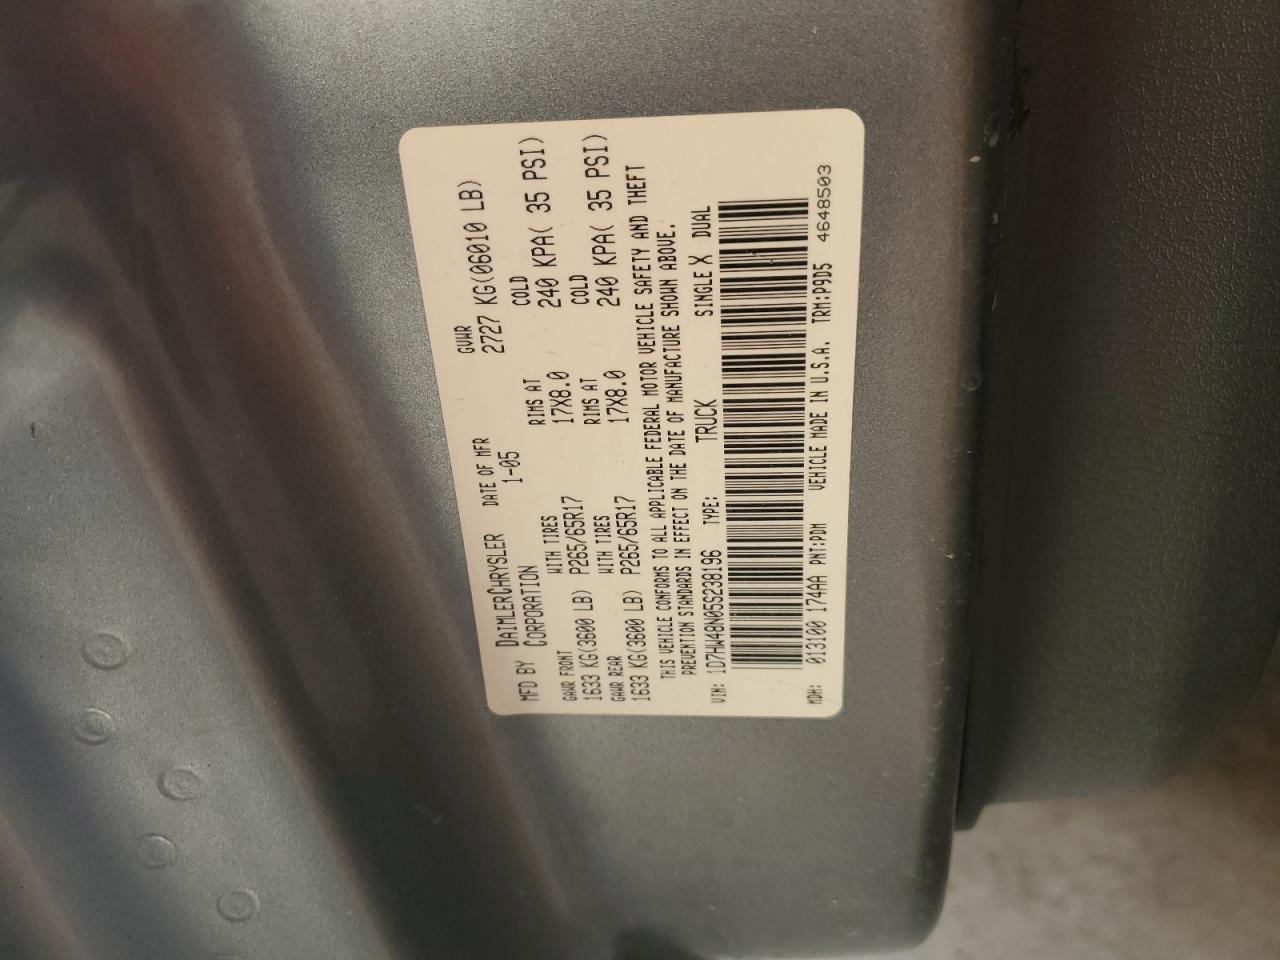 MFD BY DAIMLERCHRYSLER CORPORATION DATE OF MFR 1-05 GVWR 2727 KG(06010 LB)
GAWR FRONT WITH TIRES RIMS AT COLD
1633 KG(3600 LB) P265/65R17 17X8.0 240 KPA( 35 PSI)
GAWR REAR WITH TIRES RIMS AT COLD
1633 KG(3600 LB) P265/65R17 17X8.0 240 KPA( 35 PSI)
THIS VEHICLE CONFORMS TO ALL APPLICABLE FEDERAL MOTOR VEHICLE SAFETY AND THEFT
PREVENTION STANDARDS IN EFFECT ON THE DATE OF MANUFACTURE SHOWN ABOVE.
VIN: 1D7HW48N05S238196 TYPE: TRUCK SINGLE X DUAL
MDH: 013100 174AA PNT:PDM VEHICLE MADE IN U.S.A. TRM:P9D5 4648503